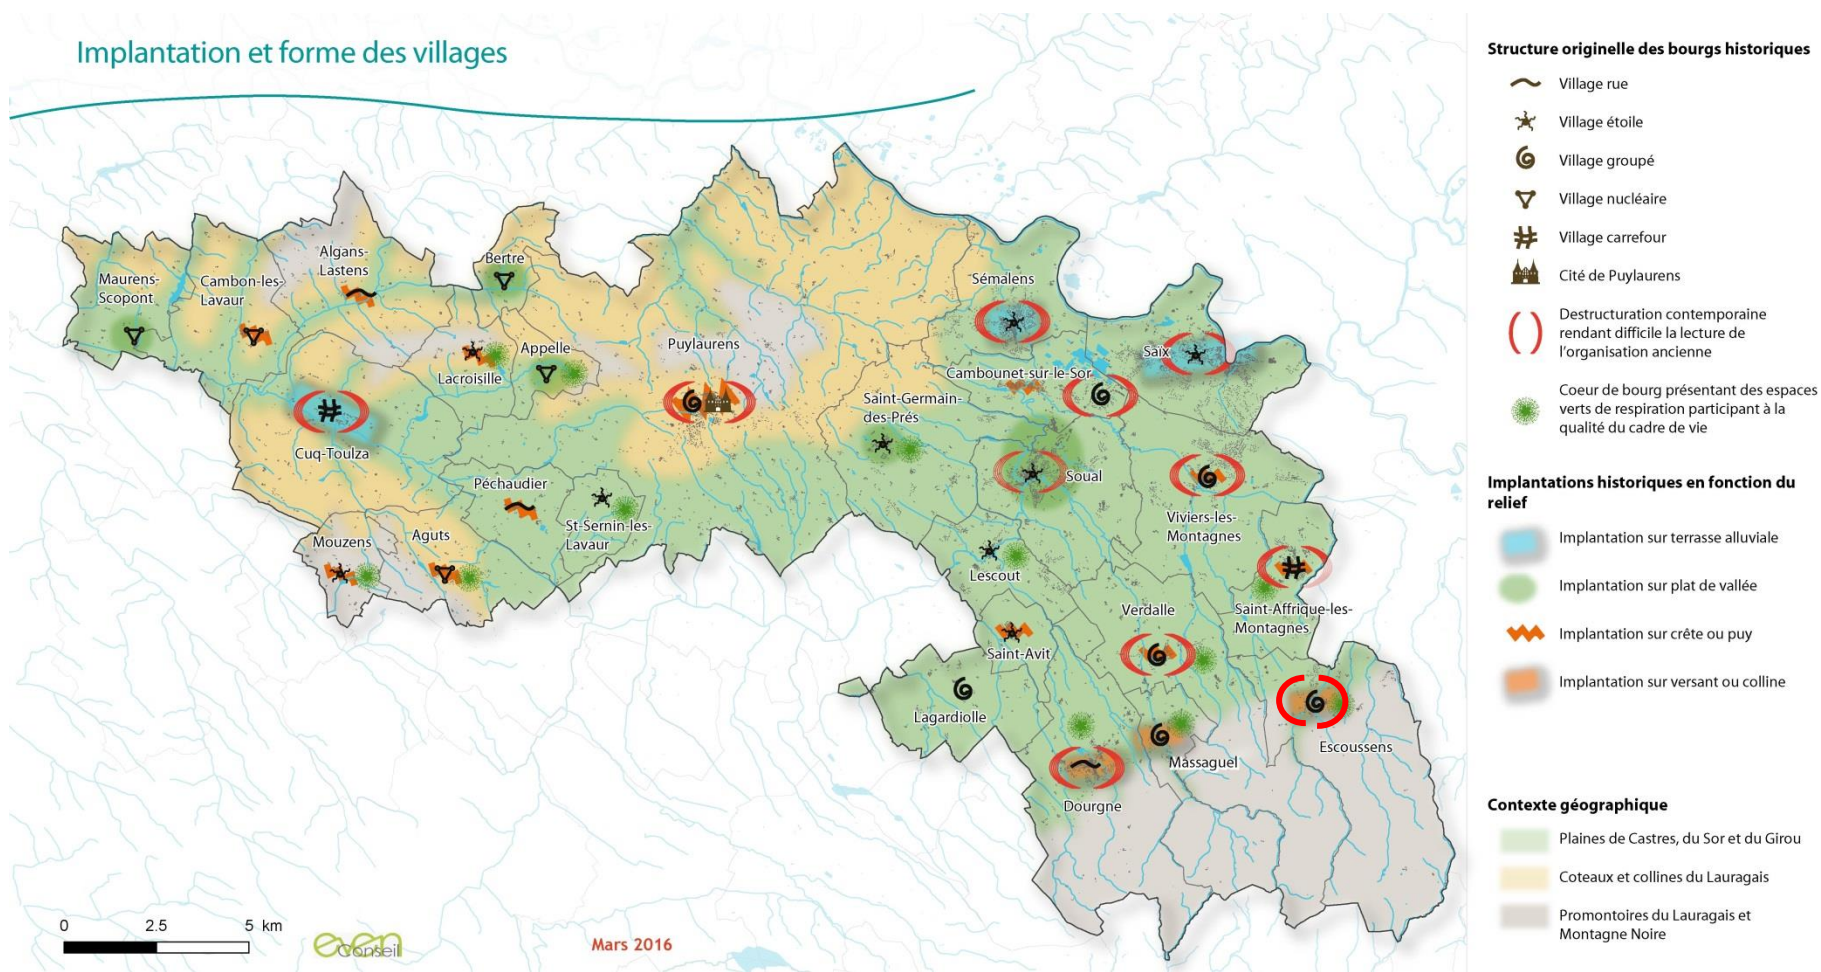 Implantation et forme des villages
Maurens-
Scopont
Cambon-les-
Lavaur
Algans-
Lastens
Bertre
Lacroisille
Appelle
Puylaurens
Cuq-Toulza
Péchaudier
St-Sernin-les-
Lavaur
Mouzens
Aguts
Sémalens
Saïx
Cambounet-sur-le-Sor
Saint-Germain-
des-Prés
Soual
Viviers-les-
Montagnes
Lescout
Saint-Avit
Verdalle
Saint-Affrique-les-
Montagnes
Lagardiolle
Massaguel
Escoussens
Dourgne
0 2.5 5 km
even
Conseil
Mars 2016
Structure originelle des bourgs historiques
Village rue
Village étoile
Village groupé
Village nucléaire
Village carrefour
Cité de Puylaurens
Destructuration contemporaine
rendant difficile la lecture de
l'organisation ancienne
Coeur de bourg présentant des espaces
verts de respiration participant à la
qualité du cadre de vie
Implantations historiques en fonction du
relief
Implantation sur terrasse alluviale
Implantation sur plat de vallée
Implantation sur crête ou puy
Implantation sur versant ou colline
Contexte géographique
Plaines de Castres, du Sor et du Girou
Coteaux et collines du Lauragais
Promontoires du Lauragais et
Montagne Noire